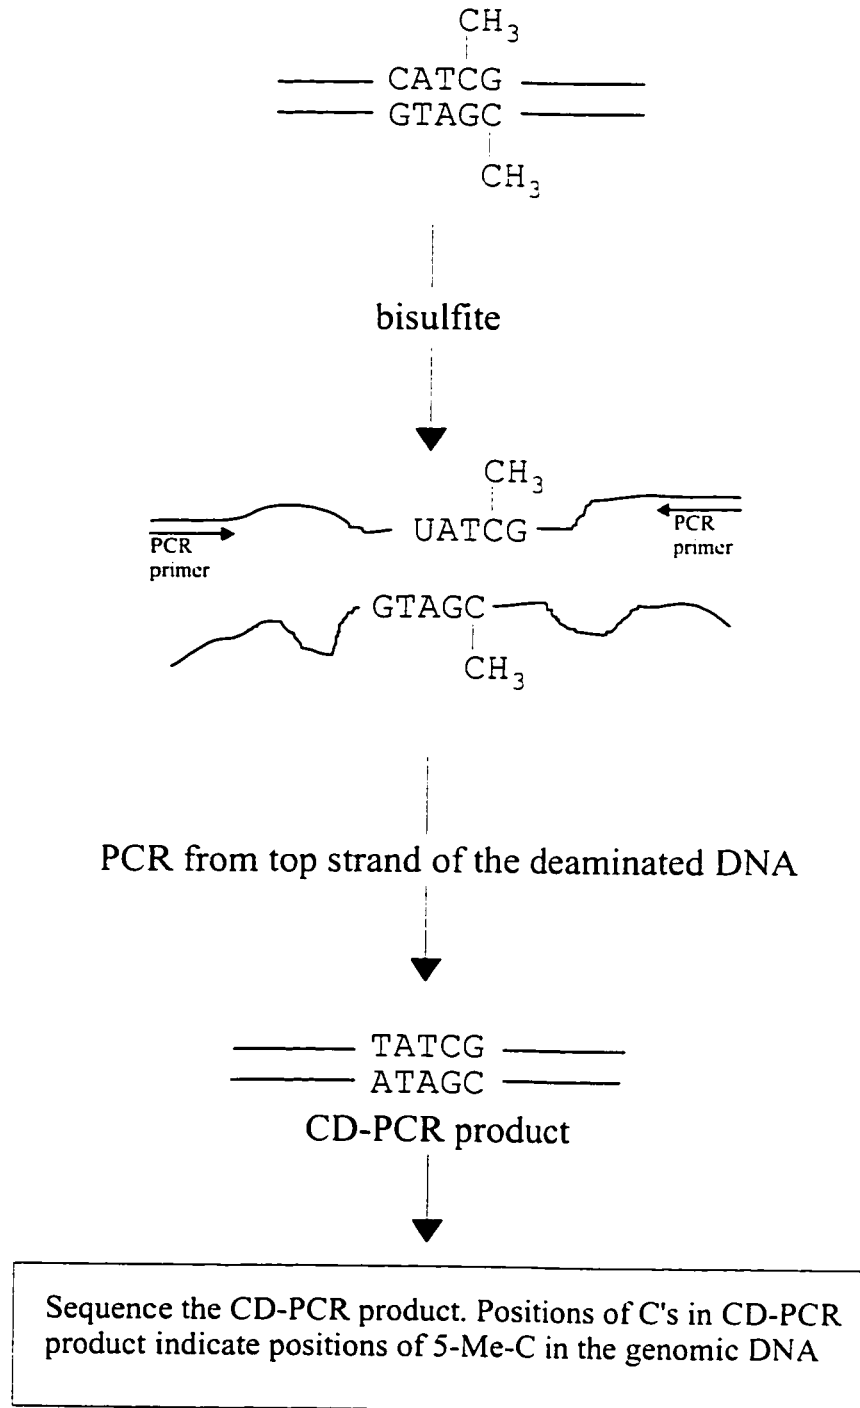 CH3
CATCG
GTAGC
CH3
bisulfite
CH3
UATCG
PCR
primer
PCR
primer
GTAGC
CH3
PCR from top strand of the deaminated DNA
TATCG
ATAGC
CD-PCR product
Sequence the CD-PCR product. Positions of C's in CD-PCR
product indicate positions of 5-Me-C in the genomic DNA